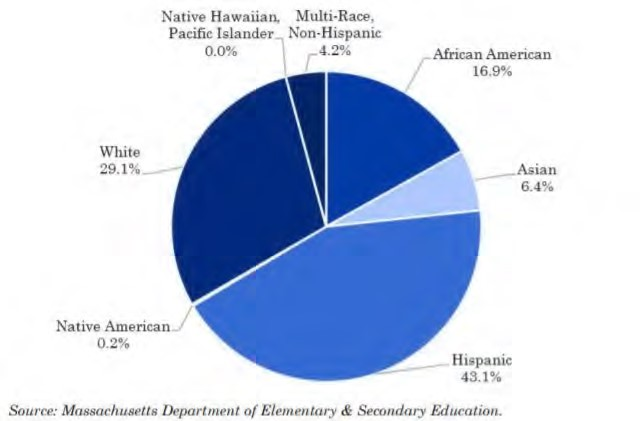 Native Hawaiian,
Pacific Islander
0.0%
Multi-Race,
Non-Hispanic
4.2%
African American
16.9%
White
29.1%
Asian
6.4%
Native American
0.2%
Hispanic
43.1%
Source: Massachusetts Department of Elementary & Secondary Education.